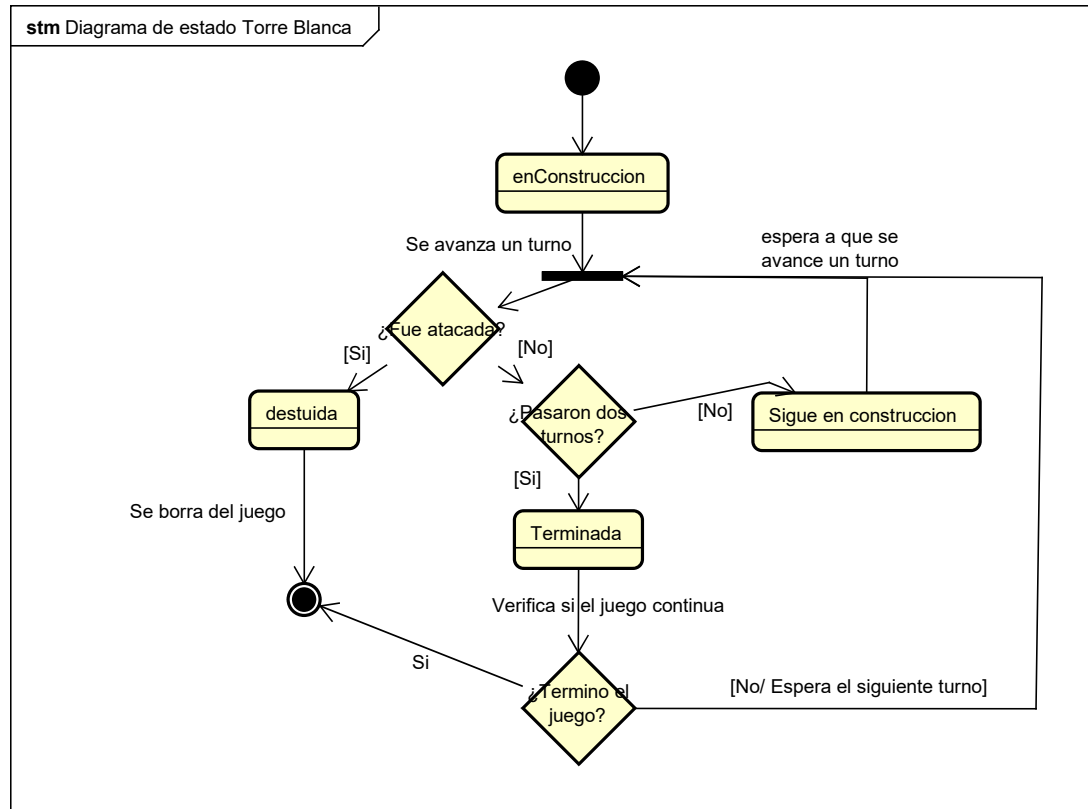 stm Diagrama de estado Torre Blanca
enConstruccion
Se avanza un turno
espera a que se
avance un turno
¿Fue atacada?
[Si]
[No]
destuida
¿Pasaron dos
turnos?
[No]
Sigue en construccion
[Si]
Se borra del juego
Terminada
Verifica si el juego continua
Si
¿Termino el
juego?
[No/ Espera el siguiente turno]